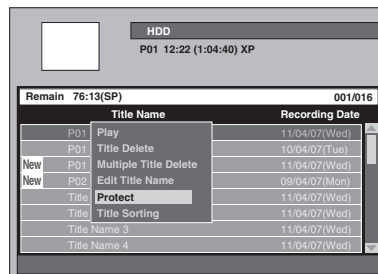 HDD
P01 12:22 (1:04:40) XP
Remain 76:13(SP) 001/016
Title Name Recording Date
P01 Play 11/04/07(Wed)
P01 Title Delete 10/04/07(Tue)
New P01 Multiple Title Delete 11/04/07(Wed)
New P02 Edit Title Name 09/04/07(Mon)
Title Protect 11/04/07(Wed)
Title Title Sorting 11/04/07(Wed)
Title Name 3 11/04/07(Wed)
Title Name 4 11/04/07(Wed)